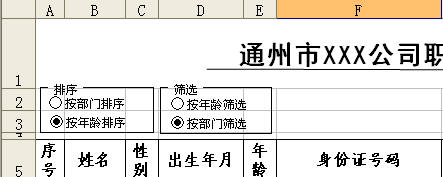 A B C D E F
1 通州市XXX公司职
排序 筛选
2 按部门排序 按年龄筛选
3 按年龄排序 按部门筛选
4
5 序号 姓名 性别 出生年月 年龄 身份证号码